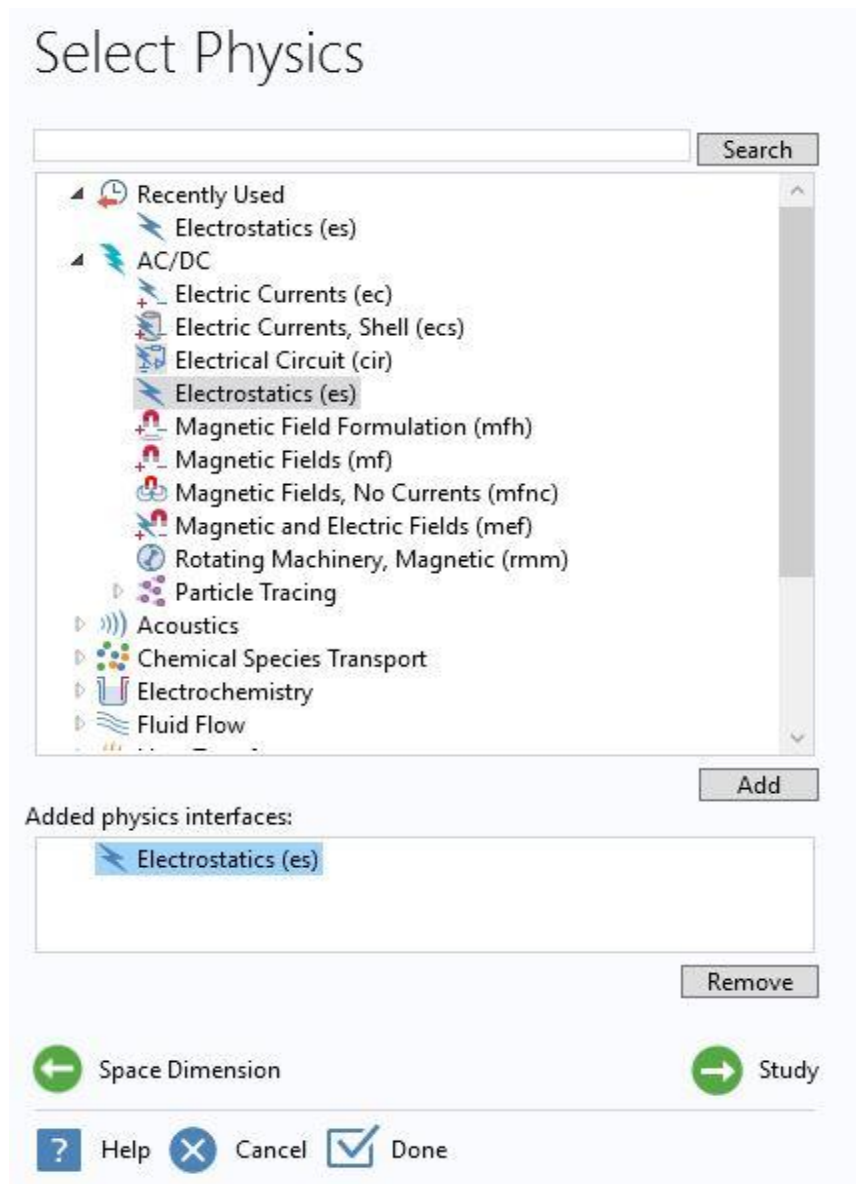 Select Physics
Search
Recently Used
Electrostatics (es)
AC/DC
Electric Currents (ec)
Electric Currents, Shell (ecs)
Electrical Circuit (cir)
Electrostatics (es)
Magnetic Field Formulation (mfh)
Magnetic Fields (mf)
Magnetic Fields, No Currents (mfnc)
Magnetic and Electric Fields (mef)
Rotating Machinery, Magnetic (rmm)
Particle Tracing
Acoustics
Chemical Species Transport
Electrochemistry
Fluid Flow
Add
Added physics interfaces:
Electrostatics (es)
Remove
Space Dimension Study
? Help Cancel Done